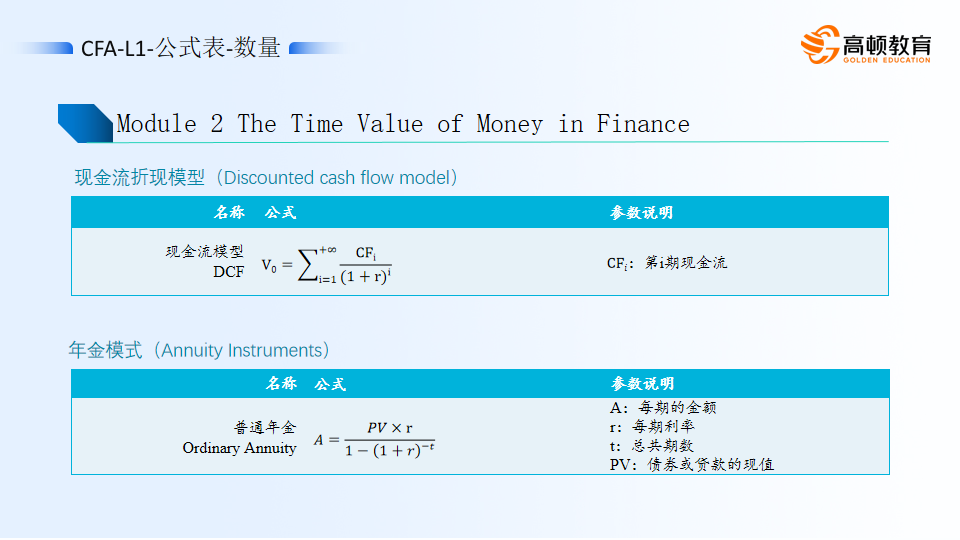 CFA-L1-公式表-数量
高顿教育
GOLDEN EDUCATION
Module 2 The Time Value of Money in Finance
现金流折现模型（Discounted cash flow model）
名称 公式 参数说明
现金流模型
DCF
V₀ = ∑_{i=1}^{+∞} CFᵢ / (1 + r)ⁱ
CFᵢ：第i期现金流
年金模式（Annuity Instruments）
名称 公式 参数说明
普通年金
Ordinary Annuity
A = PV × r / 1 − (1 + r)⁻ᵗ
A：每期的金额
r：每期利率
t：总共期数
PV：债券或贷款的现值